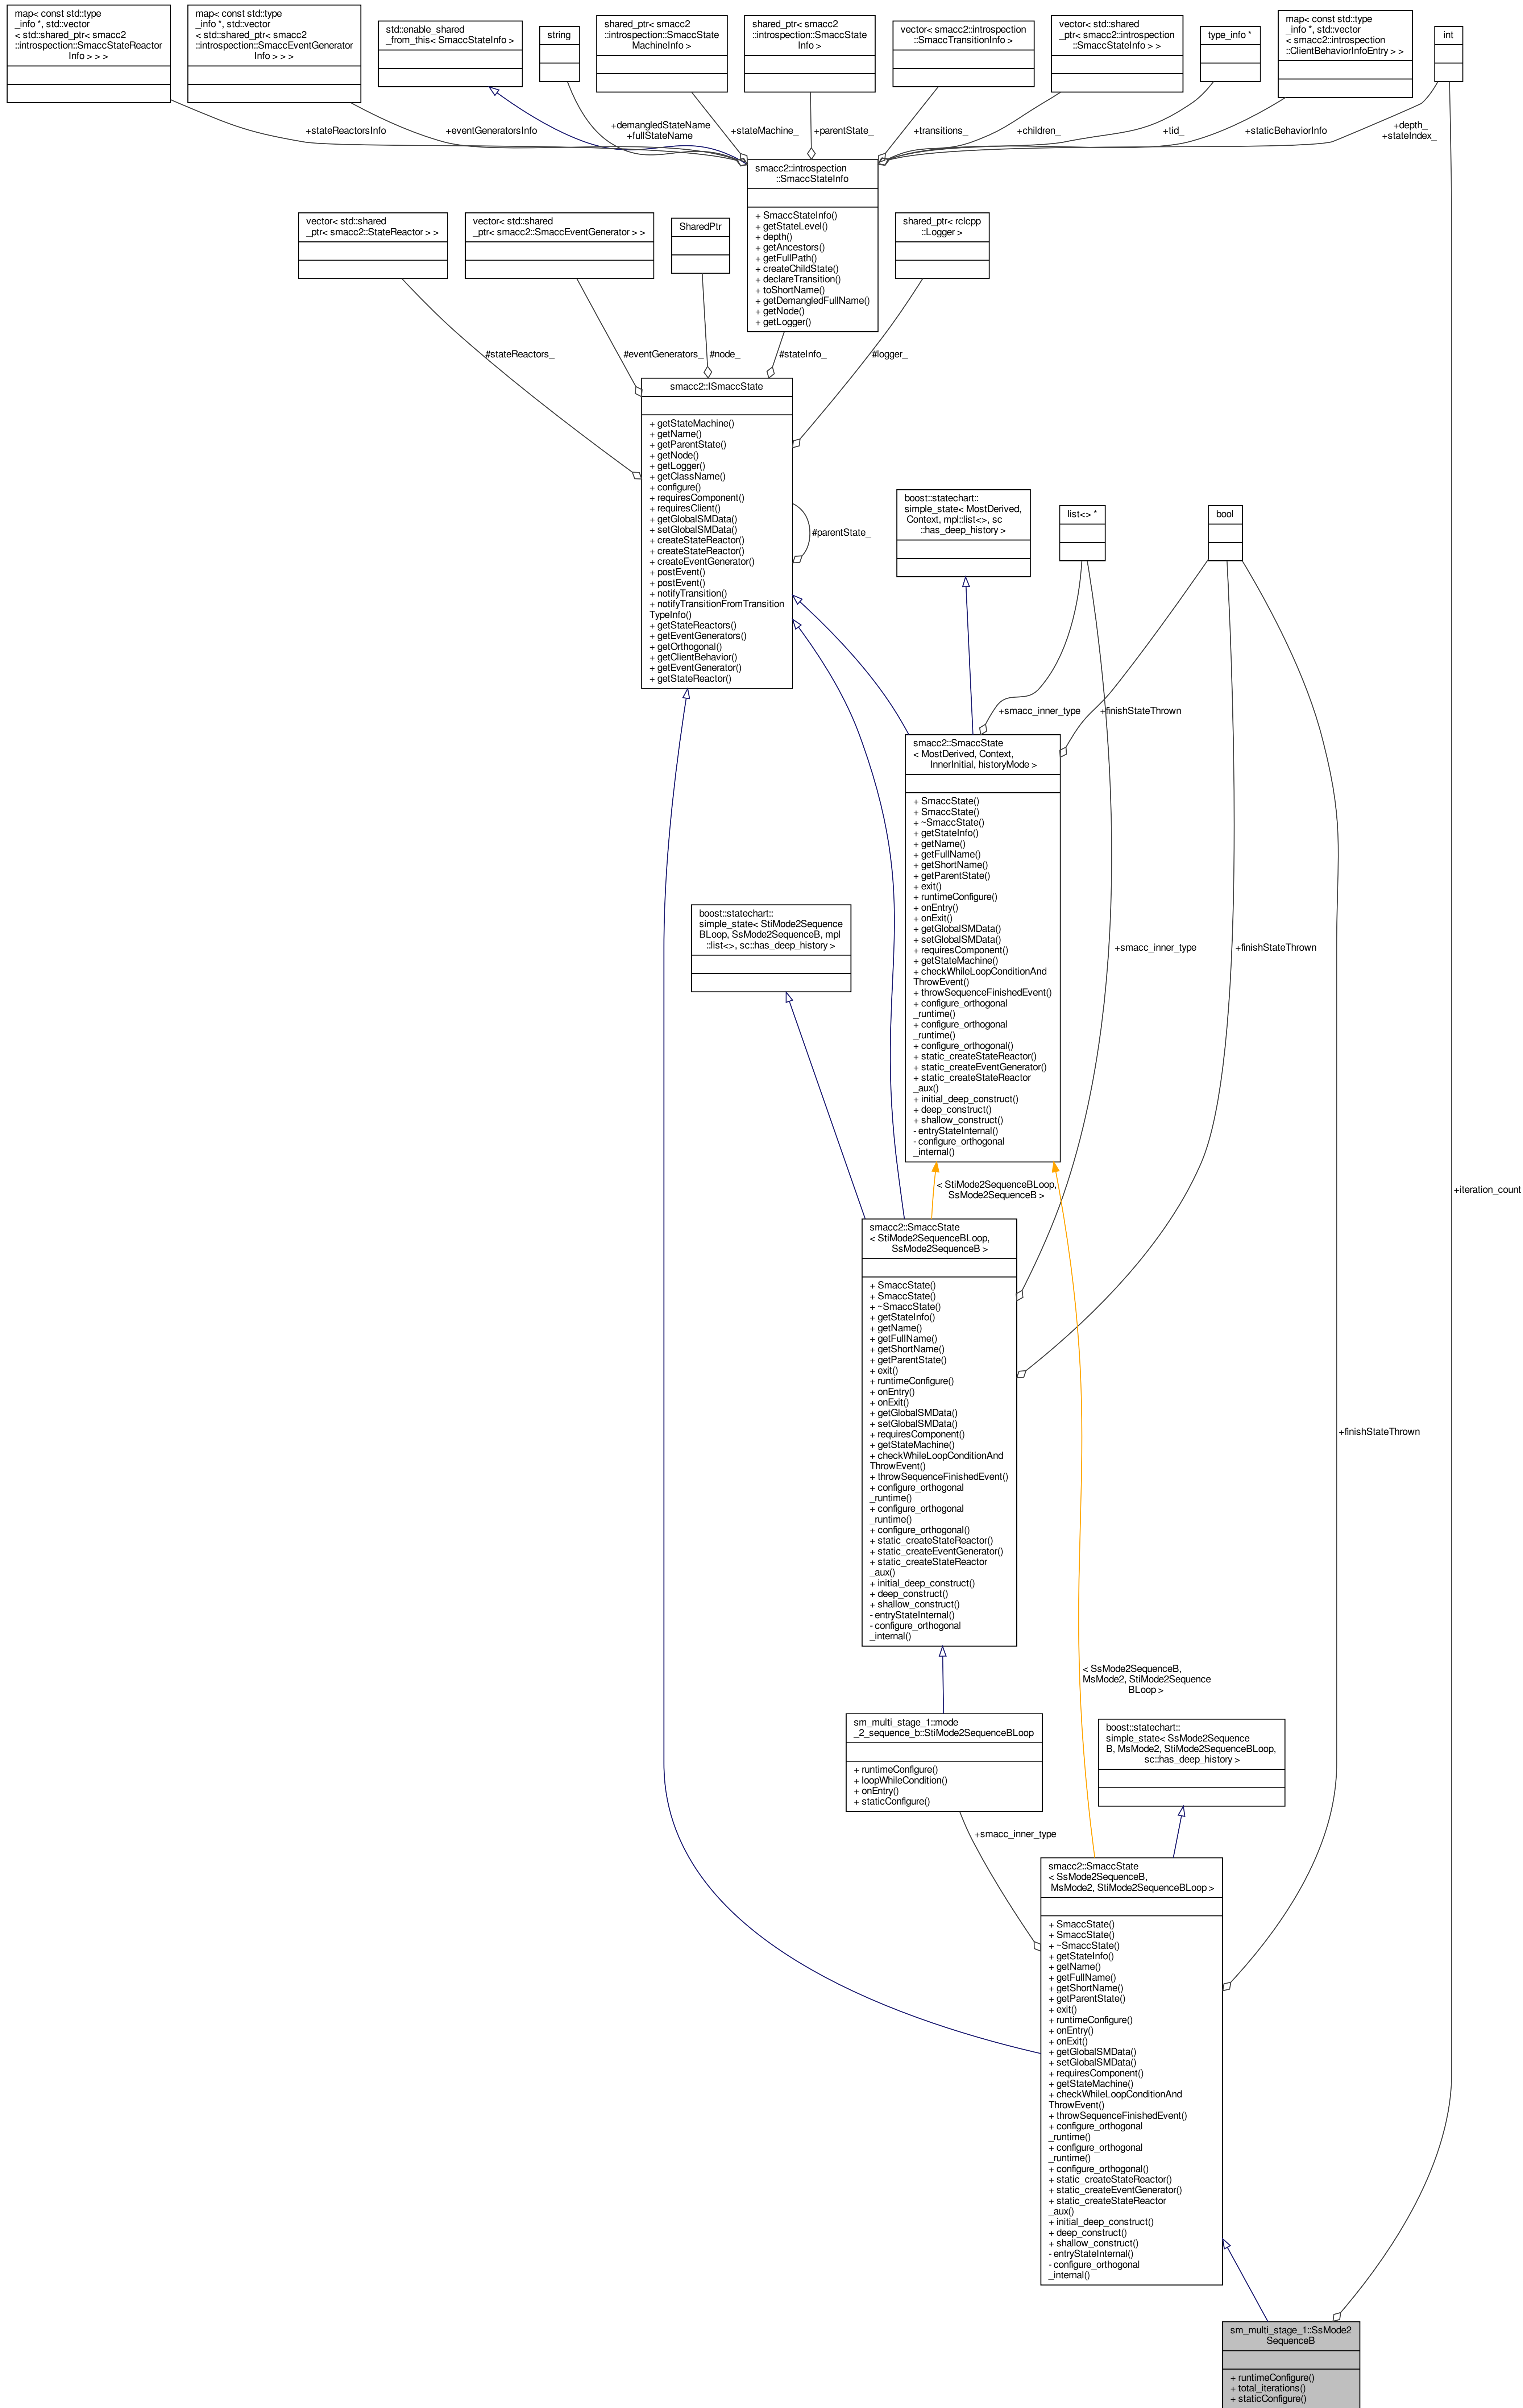 map< const std::type
_info *, std::vector
< std::shared_ptr< smacc2
::introspection::SmaccStateReactor
Info > > >
map< const std::type
_info *, std::vector
< std::shared_ptr< smacc2
::introspection::SmaccEventGenerator
Info > > >
std::enable_shared
_from_this< SmaccStateInfo >
string
shared_ptr< smacc2
::introspection::SmaccState
MachineInfo >
shared_ptr< smacc2
::introspection::SmaccState
Info >
vector< smacc2::introspection
::SmaccTransitionInfo >
vector< std::shared
_ptr< smacc2::introspection
::SmaccStateInfo > >
type_info *
map< const std::type
_info *, std::vector
< smacc2::introspection
::ClientBehaviorInfoEntry > >
int
+stateReactorsInfo
+eventGeneratorsInfo
+demangledStateName
+fullStateName
+stateMachine_
+parentState_
+transitions_
+children_
+tid_
+staticBehaviorInfo
+depth_
+stateIndex_
smacc2::introspection
::SmaccStateInfo
+ SmaccStateInfo()
+ getStateLevel()
+ depth()
+ getAncestors()
+ getFullPath()
+ createChildState()
+ declareTransition()
+ toShortName()
+ getDemangledFullName()
+ getNode()
+ getLogger()
vector< std::shared
_ptr< smacc2::StateReactor > >
vector< std::shared
_ptr< smacc2::SmaccEventGenerator > >
SharedPtr
shared_ptr< rclcpp
::Logger >
#stateReactors_
#eventGenerators_
#node_
#stateInfo_
#logger_
smacc2::ISmaccState
+ getStateMachine()
+ getName()
+ getParentState()
+ getNode()
+ getLogger()
+ getClassName()
+ configure()
+ requiresComponent()
+ requiresClient()
+ getGlobalSMData()
+ setGlobalSMData()
+ createStateReactor()
+ createStateReactor()
+ createEventGenerator()
+ postEvent()
+ postEvent()
+ notifyTransition()
+ notifyTransitionFromTransition
TypeInfo()
+ getStateReactors()
+ getEventGenerators()
+ getOrthogonal()
+ getClientBehavior()
+ getEventGenerator()
+ getStateReactor()
#parentState_
boost::statechart::
simple_state< MostDerived,
Context, mpl::list<>, sc
::has_deep_history >
list<> *
bool
+smacc_inner_type
+finishStateThrown
smacc2::SmaccState
< MostDerived, Context,
InnerInitial, historyMode >
+ SmaccState()
+ SmaccState()
+ ~SmaccState()
+ getStateInfo()
+ getName()
+ getFullName()
+ getShortName()
+ getParentState()
+ exit()
+ runtimeConfigure()
+ onEntry()
+ onExit()
+ getGlobalSMData()
+ setGlobalSMData()
+ requiresComponent()
+ getStateMachine()
+ checkWhileLoopConditionAnd
ThrowEvent()
+ throwSequenceFinishedEvent()
+ configure_orthogonal
_runtime()
+ configure_orthogonal
_runtime()
+ configure_orthogonal()
+ static_createStateReactor()
+ static_createEventGenerator()
+ static_createStateReactor
_aux()
+ initial_deep_construct()
+ deep_construct()
+ shallow_construct()
- entryStateInternal()
- configure_orthogonal
_internal()
boost::statechart::
simple_state< StiMode2Sequence
BLoop, SsMode2SequenceB, mpl
::list<>, sc::has_deep_history >
+smacc_inner_type
+finishStateThrown
< StiMode2SequenceBLoop,
SsMode2SequenceB >
+iteration_count
smacc2::SmaccState
< StiMode2SequenceBLoop,
SsMode2SequenceB >
+ SmaccState()
+ SmaccState()
+ ~SmaccState()
+ getStateInfo()
+ getName()
+ getFullName()
+ getShortName()
+ getParentState()
+ exit()
+ runtimeConfigure()
+ onEntry()
+ onExit()
+ getGlobalSMData()
+ setGlobalSMData()
+ requiresComponent()
+ getStateMachine()
+ checkWhileLoopConditionAnd
ThrowEvent()
+ throwSequenceFinishedEvent()
+ configure_orthogonal
_runtime()
+ configure_orthogonal
_runtime()
+ configure_orthogonal()
+ static_createStateReactor()
+ static_createEventGenerator()
+ static_createStateReactor
_aux()
+ initial_deep_construct()
+ deep_construct()
+ shallow_construct()
- entryStateInternal()
- configure_orthogonal
_internal()
+finishStateThrown
< SsMode2SequenceB,
MsMode2, StiMode2Sequence
BLoop >
sm_multi_stage_1::mode
_2_sequence_b::StiMode2SequenceBLoop
+ runtimeConfigure()
+ loopWhileCondition()
+ onEntry()
+ staticConfigure()
boost::statechart::
simple_state< SsMode2Sequence
B, MsMode2, StiMode2SequenceBLoop,
sc::has_deep_history >
+smacc_inner_type
smacc2::SmaccState
< SsMode2SequenceB,
MsMode2, StiMode2SequenceBLoop >
+ SmaccState()
+ SmaccState()
+ ~SmaccState()
+ getStateInfo()
+ getName()
+ getFullName()
+ getShortName()
+ getParentState()
+ exit()
+ runtimeConfigure()
+ onEntry()
+ onExit()
+ getGlobalSMData()
+ setGlobalSMData()
+ requiresComponent()
+ getStateMachine()
+ checkWhileLoopConditionAnd
ThrowEvent()
+ throwSequenceFinishedEvent()
+ configure_orthogonal
_runtime()
+ configure_orthogonal
_runtime()
+ configure_orthogonal()
+ static_createStateReactor()
+ static_createEventGenerator()
+ static_createStateReactor
_aux()
+ initial_deep_construct()
+ deep_construct()
+ shallow_construct()
- entryStateInternal()
- configure_orthogonal
_internal()
sm_multi_stage_1::SsMode2
SequenceB
+ runtimeConfigure()
+ total_iterations()
+ staticConfigure()